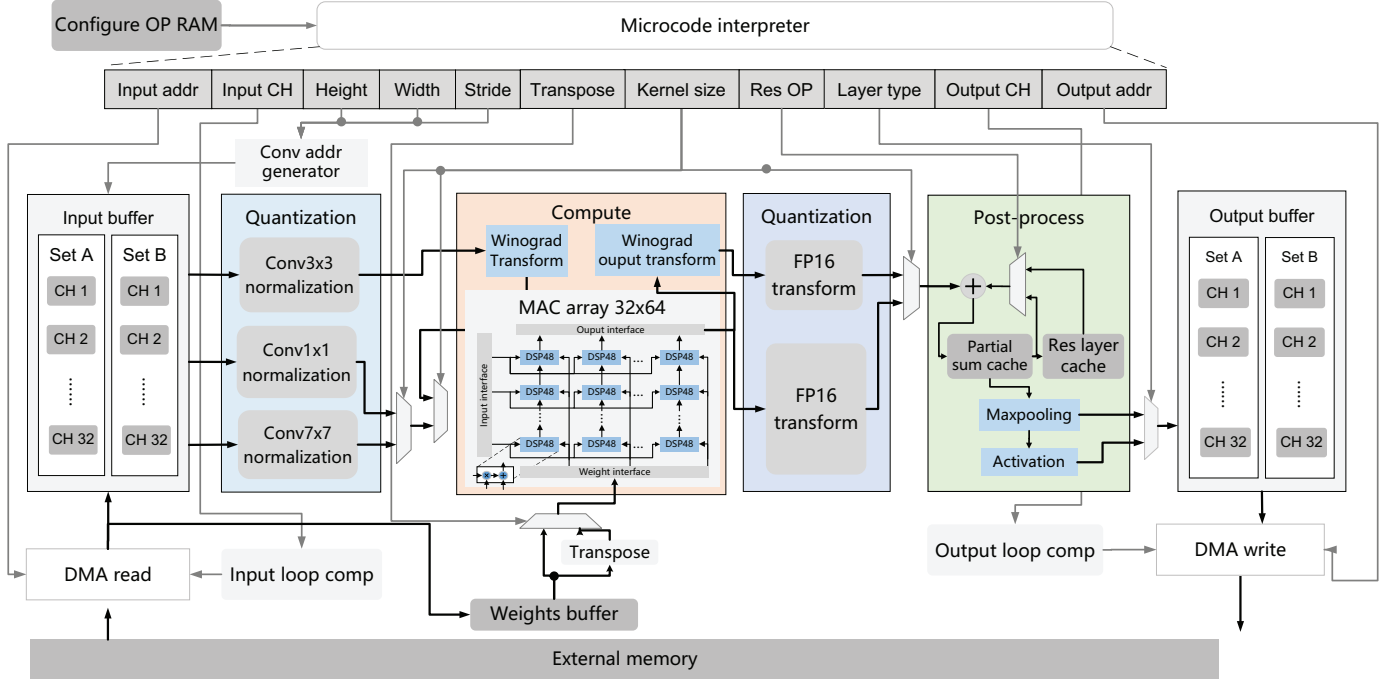 Configure OP RAM
Microcode interpreter
Input addr
Input CH
Height
Width
Stride
Transpose
Kernel size
Res OP
Layer type
Output CH
Output addr
Conv addr
generator
Input buffer
Set A
Set B
CH 1
CH 1
CH 2
CH 2
CH 32
CH 32
Quantization
Conv3x3
normalization
Conv1x1
normalization
Conv7x7
normalization
Compute
Winograd
Transform
Winograd
ouput transform
MAC array 32x64
Ouput interface
Input interface
DSP48
DSP48
...
DSP48
DSP48
DSP48
...
DSP48
DSP48
DSP48
...
DSP48
Weight interface
Quantization
FP16
transform
FP16
transform
Post-process
+
Partial
sum cache
Res layer
cache
Maxpooling
Activation
Output buffer
Set A
Set B
CH 1
CH 1
CH 2
CH 2
CH 32
CH 32
Transpose
DMA read
Input loop comp
Weights buffer
Output loop comp
DMA write
External memory